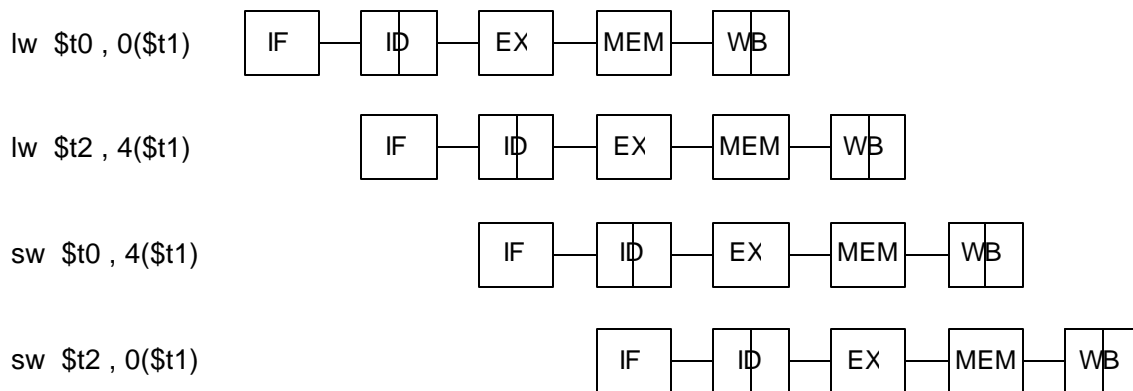 lw $t0 , 0($t1) IF ID EX MEM WB
lw $t2 , 4($t1) IF ID EX MEM WB
sw $t0 , 4($t1) IF ID EX MEM WB
sw $t2 , 0($t1) IF ID EX MEM WB